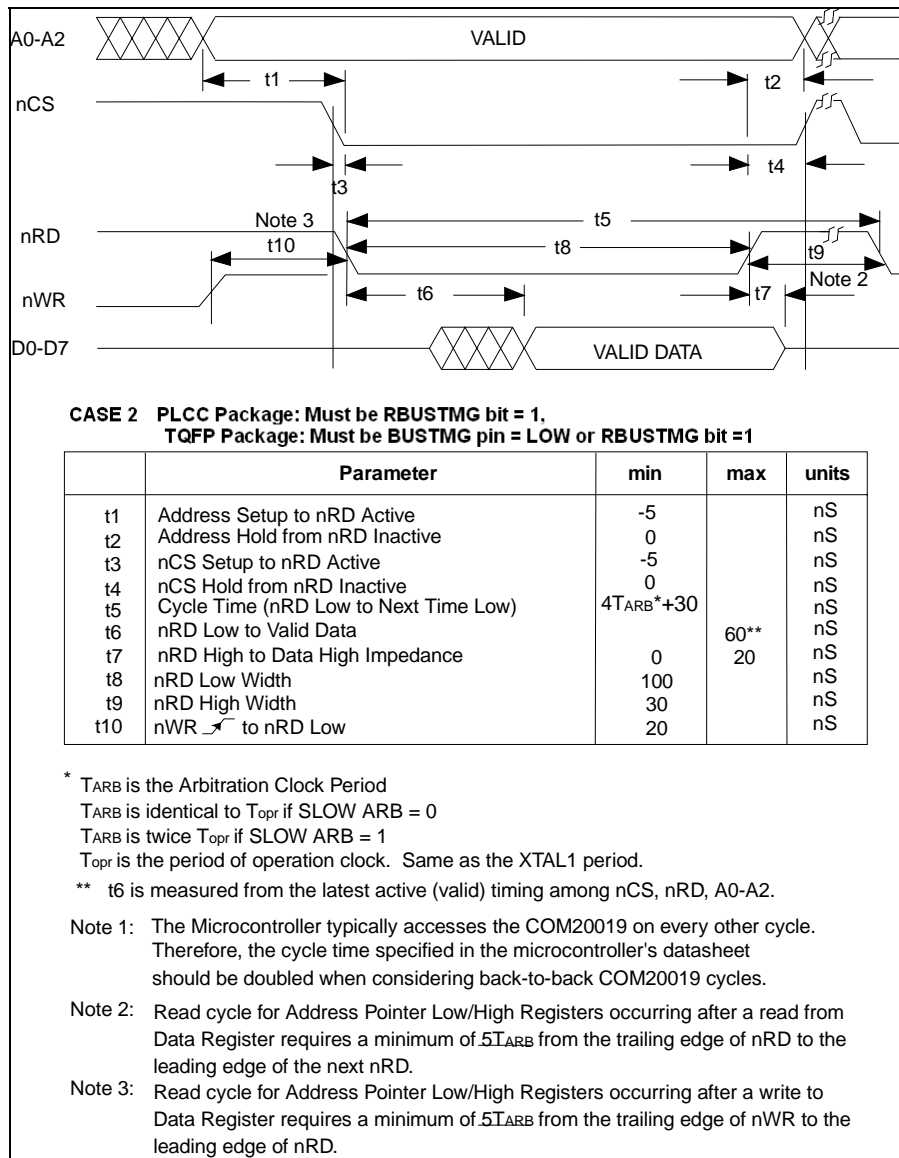 A0-A2
VALID
t1
t2
nCS
t3
t4
nRD
Note 3
t5
t10
t8
t9
nWR
t6
t7
Note 2
D0-D7
VALID DATA
CASE 2 PLCC Package: Must be RBUSTMG bit = 1,
TQFP Package: Must be BUSTMG pin = LOW or RBUSTMG bit =1
Parameter min max units
t1 Address Setup to nRD Active -5 nS
t2 Address Hold from nRD Inactive 0 nS
t3 nCS Setup to nRD Active -5 nS
t4 nCS Hold from nRD Inactive 0 nS
t5 Cycle Time (nRD Low to Next Time Low) 4TARB*+30 nS
t6 nRD Low to Valid Data 60** nS
t7 nRD High to Data High Impedance 0 20 nS
t8 nRD Low Width 100 nS
t9 nRD High Width 30 nS
t10 nWR to nRD Low 20 nS
* TARB is the Arbitration Clock Period
TARB is identical to Topr if SLOW ARB = 0
TARB is twice Topr if SLOW ARB = 1
Topr is the period of operation clock. Same as the XTAL1 period.
** t6 is measured from the latest active (valid) timing among nCS, nRD, A0-A2.
Note 1: The Microcontroller typically accesses the COM20019 on every other cycle.
Therefore, the cycle time specified in the microcontroller's datasheet
should be doubled when considering back-to-back COM20019 cycles.
Note 2: Read cycle for Address Pointer Low/High Registers occurring after a read from
Data Register requires a minimum of 5TARB from the trailing edge of nRD to the
leading edge of the next nRD.
Note 3: Read cycle for Address Pointer Low/High Registers occurring after a write to
Data Register requires a minimum of 5TARB from the trailing edge of nWR to the
leading edge of nRD.